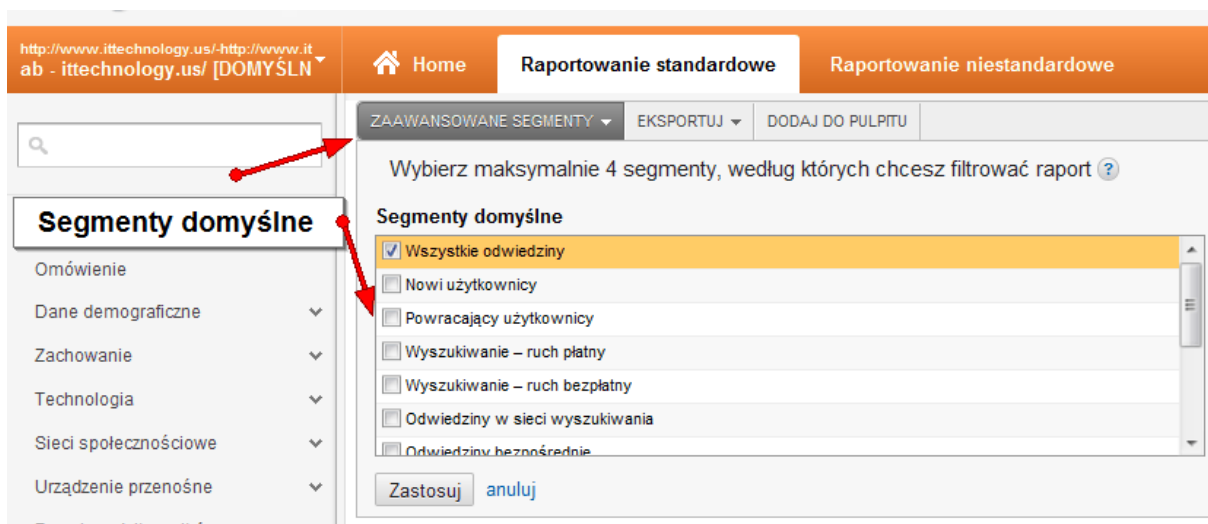 http://www.ittechnology.us/-http://www.it
ab - ittechnology.us/ [DOMYŚLN
Home
Raportowanie standardowe
Raportowanie niestandardowe
ZAAWANSOWANE SEGMENTY
EKSPORTUJ
DODAJ DO PULPITU
Wybierz maksymalnie 4 segmenty, według których chcesz filtrować raport ?
Segmenty domyślne
Segmenty domyślne
Wszystkie odwiedziny
Nowi użytkownicy
Powracający użytkownicy
Wyszukiwanie – ruch płatny
Wyszukiwanie – ruch bezpłatny
Odwiedziny w sieci wyszukiwania
Odwiedziny bezpośrednie
Zastosuj
anuluj
Omówienie
Dane demograficzne
Zachowanie
Technologia
Sieci społecznościowe
Urządzenie przenośne